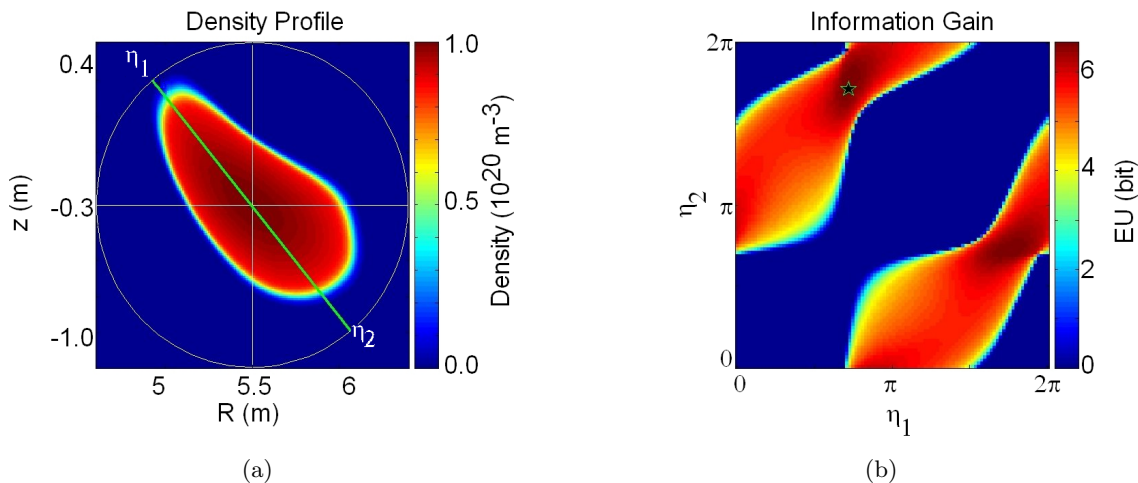 Density Profile
η1
η2
0.4
-0.3
-1.0
z (m)
5
5.5
6
R (m)
1.0
0.5
0.0
Density (10^20 m^-3)
(a)
Information Gain
2π
π
0
η2
0
π
2π
η1
6
4
2
0
EU (bit)
(b)